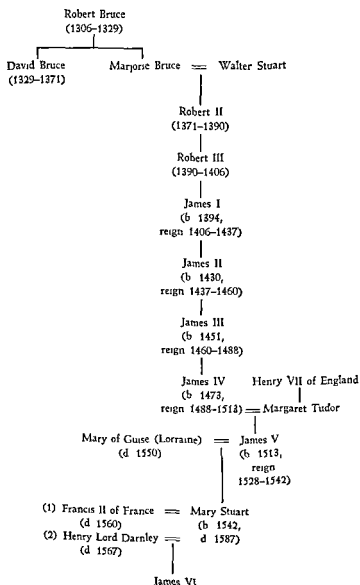 Robert Bruce
(1306–1329)
David Bruce Marjorie Bruce = Walter Stuart
(1329–1371)
Robert II
(1371–1390)
Robert III
(1390–1406)
James I
(b 1394,
reign 1406–1437)
James II
(b 1430,
reign 1437–1460)
James III
(b 1451,
reign 1460–1488)
James IV Henry VII of England
(b 1473,
reign 1488–1513) = Margaret Tudor
Mary of Guise (Lorraine) = James V
(d 1550) (b 1513,
reign
1528–1542)
(1) Francis II of France = Mary Stuart
(d 1560) (b 1542,
(2) Henry Lord Darnley = d 1587)
(d 1567)
James VI